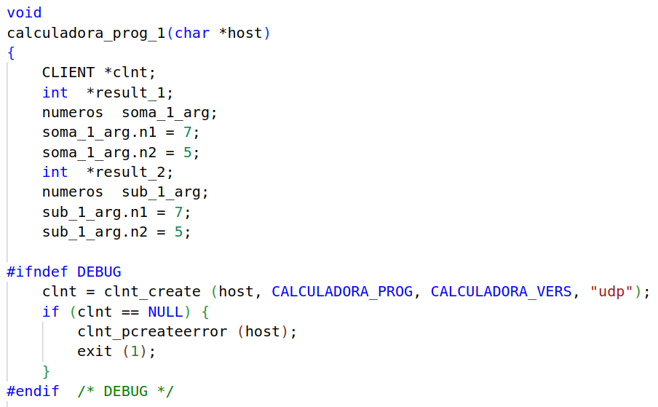 void
calculadora_prog_1(char *host)
{
    CLIENT *clnt;
    int  *result_1;
    numeros  soma_1_arg;
    soma_1_arg.n1 = 7;
    soma_1_arg.n2 = 5;
    int  *result_2;
    numeros  sub_1_arg;
    sub_1_arg.n1 = 7;
    sub_1_arg.n2 = 5;

#ifndef DEBUG
    clnt = clnt_create (host, CALCULADORA_PROG, CALCULADORA_VERS, "udp");
    if (clnt == NULL) {
        clnt_pcreateerror (host);
        exit (1);
    }
#endif  /* DEBUG */